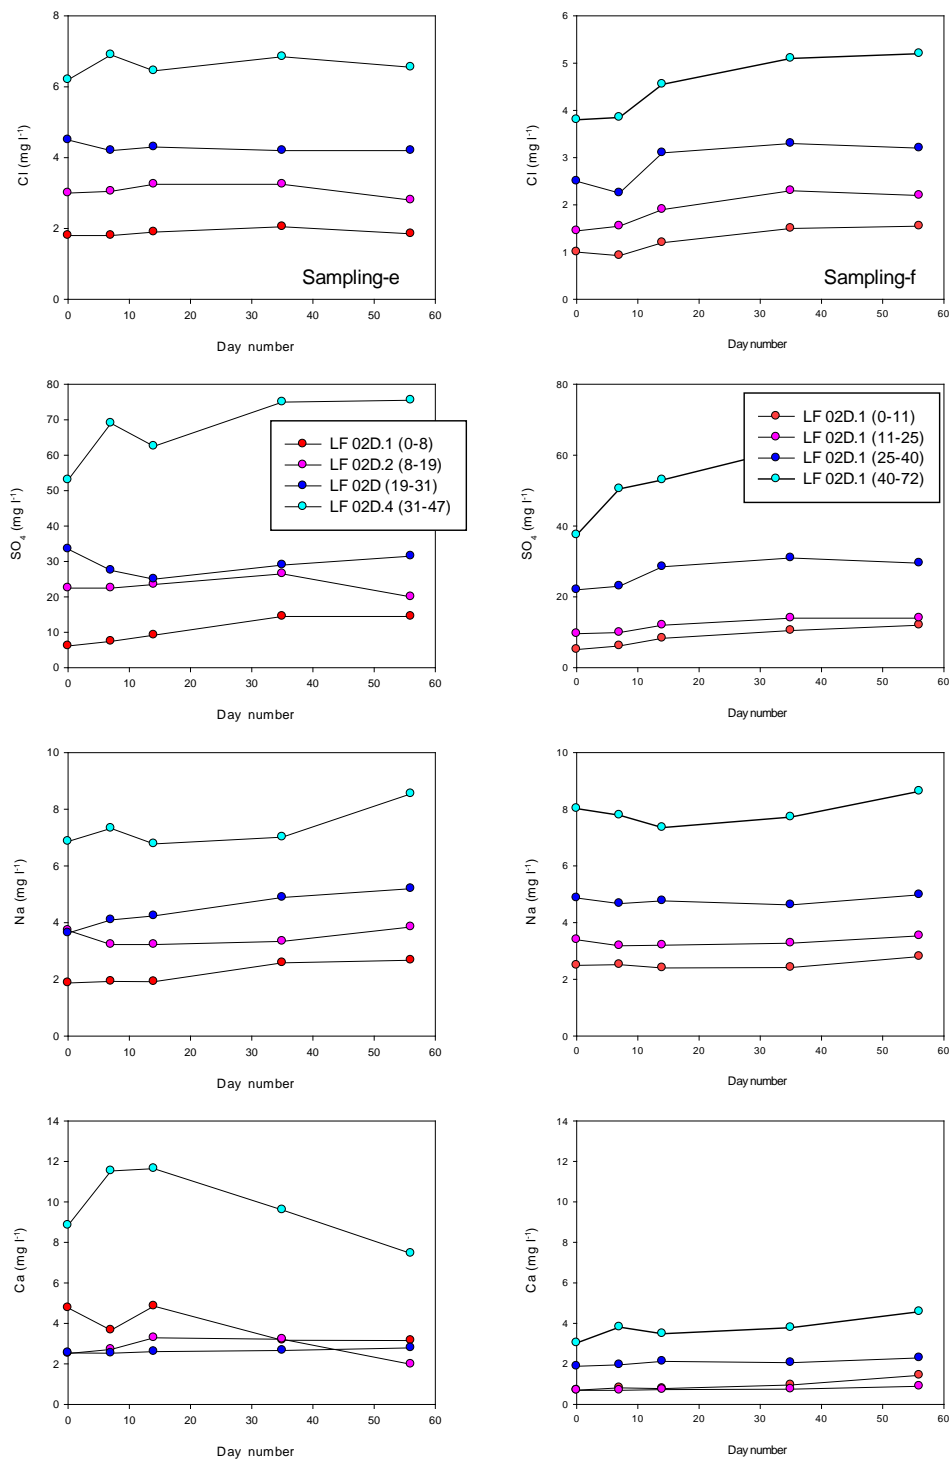 8
6
4
2
0
Cl (mg l⁻¹)
Sampling-e
0 10 20 30 40 50 60
Day number
6
5
4
3
2
1
0
Cl (mg l⁻¹)
Sampling-f
0 10 20 30 40 50 60
Day number
80
70
60
50
40
30
20
10
0
SO₄ (mg l⁻¹)
LF 02D.1 (0-8)
LF 02D.2 (8-19)
LF 02D (19-31)
LF 02D.4 (31-47)
0 10 20 30 40 50 60
Day number
80
60
40
20
0
SO₄ (mg l⁻¹)
LF 02D.1 (0-11)
LF 02D.1 (11-25)
LF 02D.1 (25-40)
LF 02D.1 (40-72)
0 10 20 30 40 50 60
Day number
10
8
6
4
2
0
Na (mg l⁻¹)
0 10 20 30 40 50 60
Day number
10
8
6
4
2
0
Na (mg l⁻¹)
0 10 20 30 40 50 60
Day number
14
12
10
8
6
4
2
0
Ca (mg l⁻¹)
0 10 20 30 40 50 60
Day number
14
12
10
8
6
4
2
0
Ca (mg l⁻¹)
0 10 20 30 40 50 60
Day number